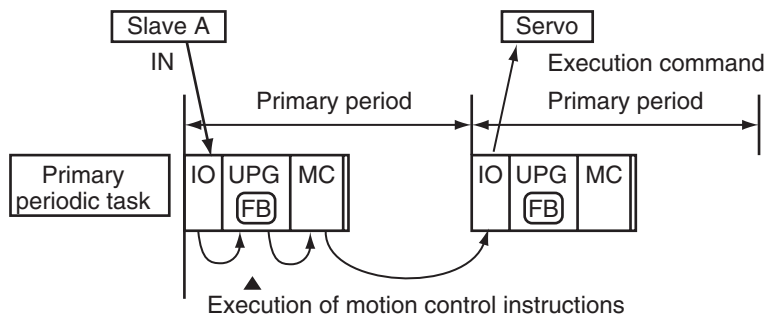 Slave A
Servo
IN
Execution command
Primary period
Primary period
Primary
periodic task
IO
UPG
FB
MC
IO
UPG
FB
MC
Execution of motion control instructions